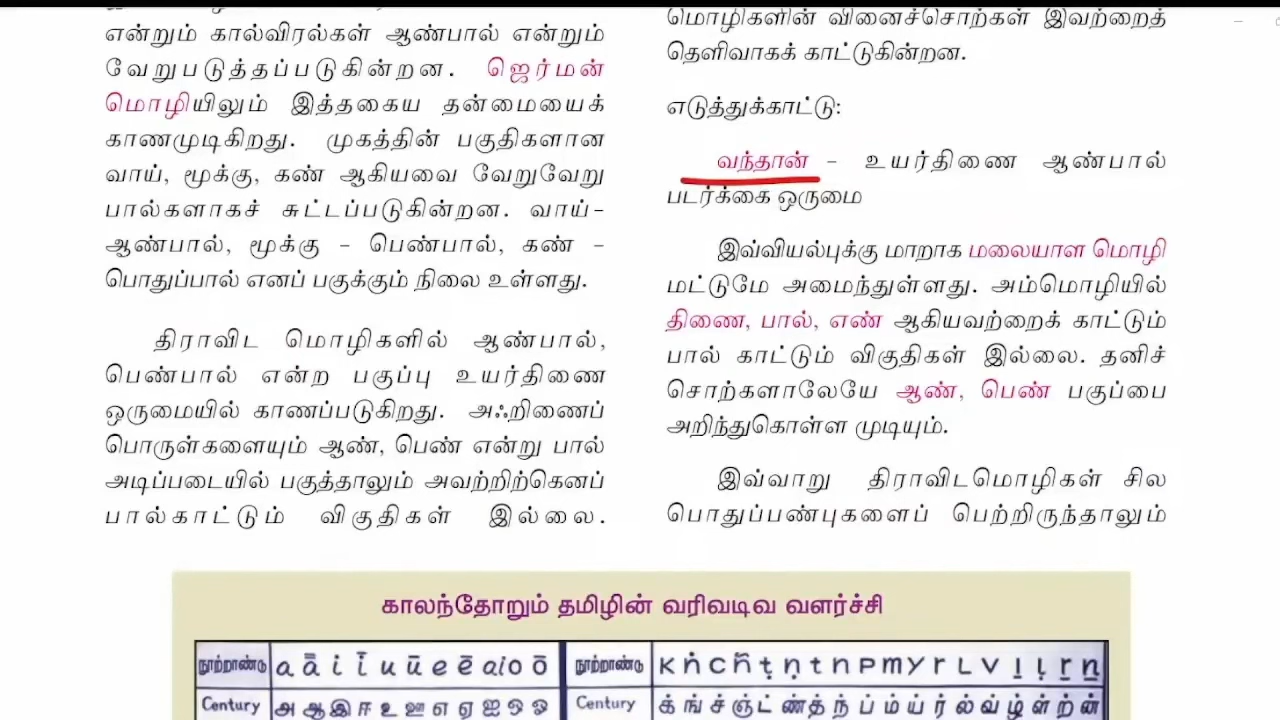 என்றும் கால்விரல்கள் ஆண்பால் என்றும்
வேறுபடுத்தப்படுகின்றன. ஜெர்மன்
மொழியிலும் இத்தகைய தன்மையைக்
காணமுடிகிறது. முகத்தின் பகுதிகளான
வாய், மூக்கு, கண் ஆகியவை வேறுவேறு
பால்களாகச் சுட்டப்படுகின்றன. வாய்–
ஆண்பால், மூக்கு – பெண்பால், கண் –
பொதுப்பால் எனப் பகுக்கும் நிலை உள்ளது.
திராவிட மொழிகளில் ஆண்பால்,
பெண்பால் என்ற பகுப்பு உயர்திணை
ஒருமையில் காணப்படுகிறது. அஃறிணைப்
பொருள்களையும் ஆண், பெண் என்று பால்
அடிப்படையில் பகுத்தாலும் அவற்றிற்கெனப்
பால்காட்டும் விகுதிகள் இல்லை.
மொழிகளின் வினைச்சொற்கள் இவற்றைத்
தெளிவாகக் காட்டுகின்றன.
எடுத்துக்காட்டு:
வந்தான் – உயர்திணை ஆண்பால்
படர்க்கை ஒருமை
இவ்வியல்புக்கு மாறாக மலையாள மொழி
மட்டுமே அமைந்துள்ளது. அம்மொழியில்
திணை, பால், எண் ஆகியவற்றைக் காட்டும்
பால் காட்டும் விகுதிகள் இல்லை. தனிச்
சொற்களாலேயே ஆண், பெண் பகுப்பை
அறிந்துகொள்ள முடியும்.
இவ்வாறு திராவிடமொழிகள் சில
பொதுப்பண்புகளைப் பெற்றிருந்தாலும்
காலந்தோறும் தமிழின் வரிவடிவ வளர்ச்சி
நூற்றாண்டு a ā i ī u ū e ē ai o ō நூற்றாண்டு k ṅ c ñ ṭ ṇ t n p m y r l v ḻ ḷ ṟ ṉ
Century அ ஆ இ ஈ உ ஊ எ ஏ ஐ ஒ ஓ Century க் ங் ச் ஞ் ட் ண் த் ந் ப் ம் ய் ர் ல் வ் ழ் ள் ற் ன்